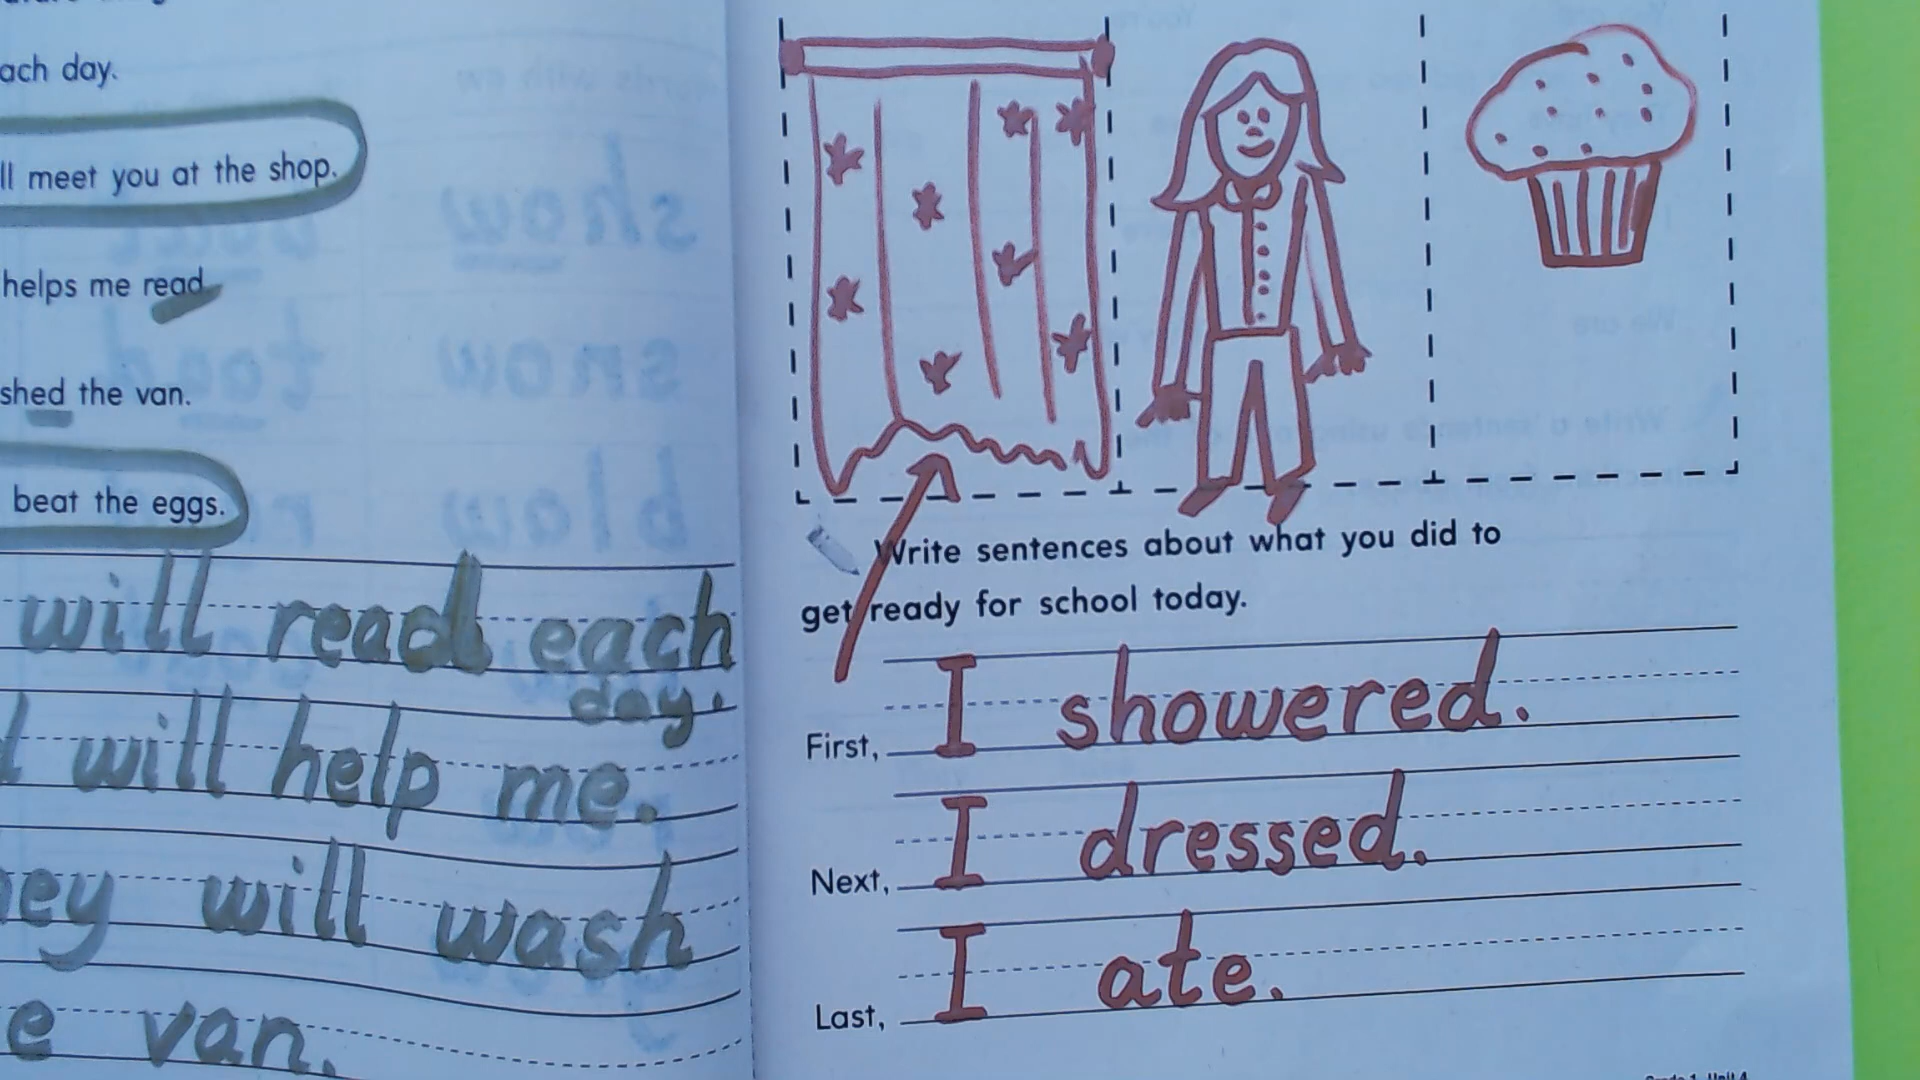 ach day.
ll meet you at the shop.
helps me read.
shed the van.
beat the eggs.
will read each
day.
will help me.
ey will wash
e van.
Write sentences about what you did to
get ready for school today.
First, I showered.
Next, I dressed.
Last, I ate.